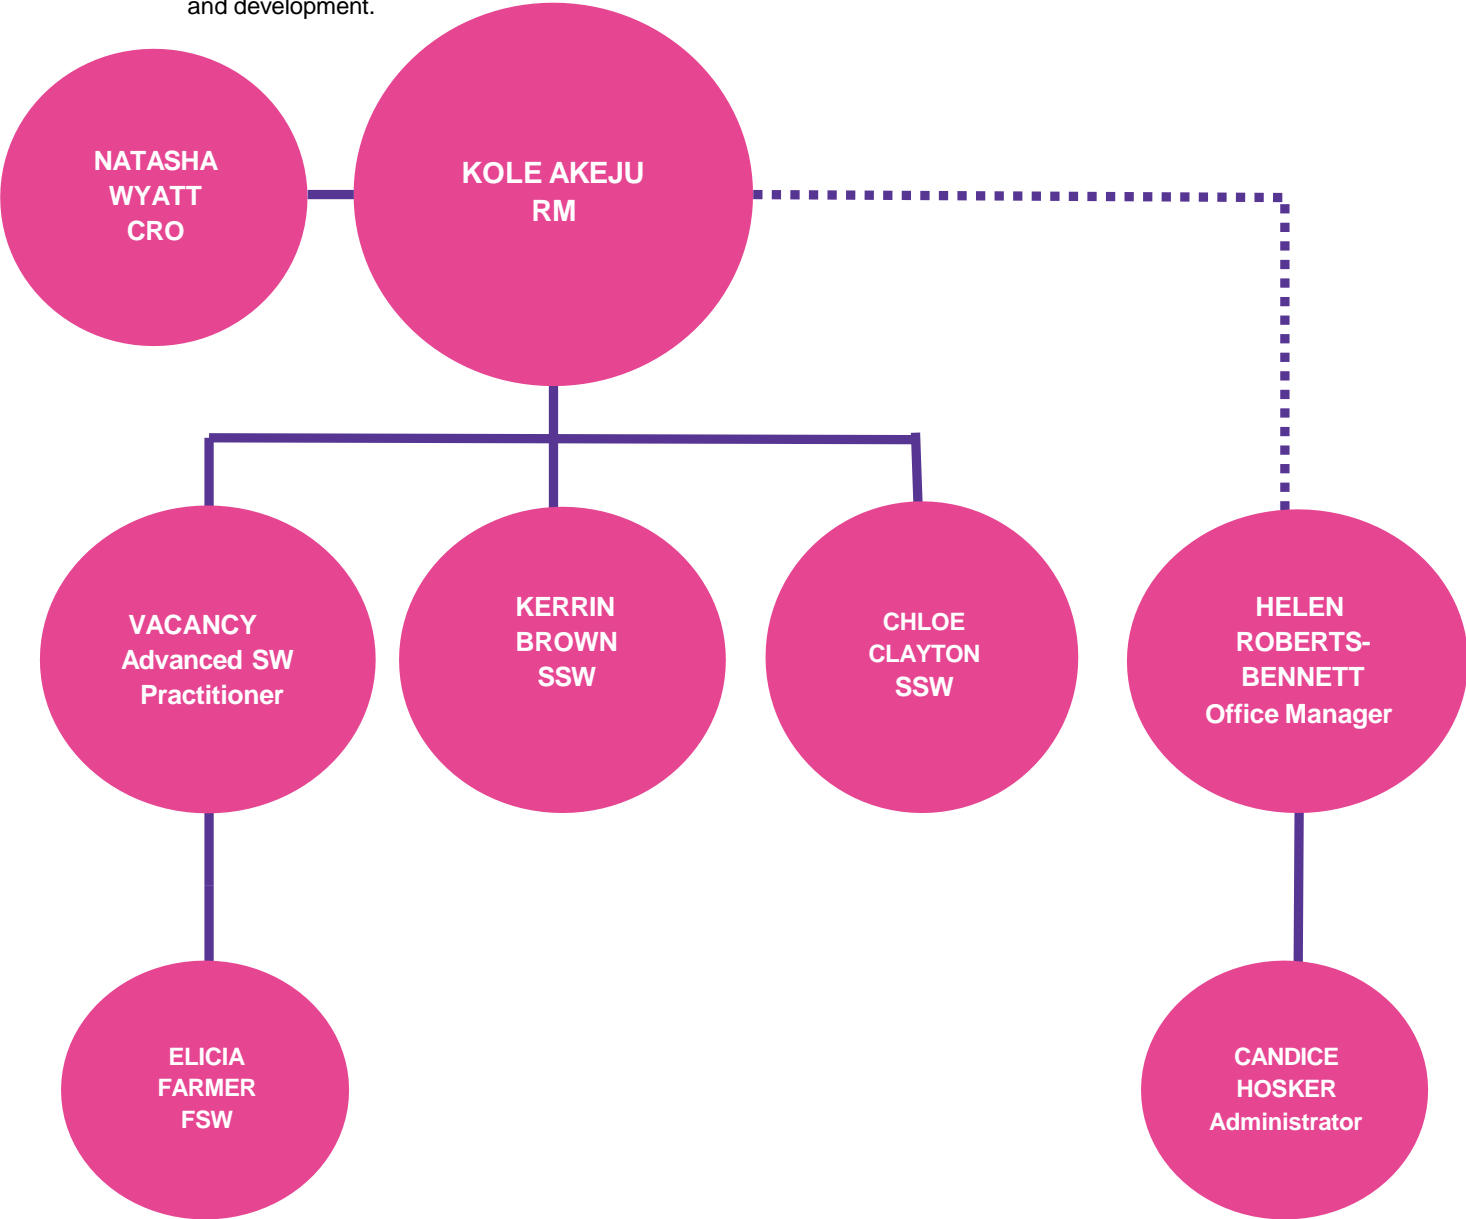 and development.
NATASHA
WYATT
CRO
KOLE AKEJU
RM
VACANCY
Advanced SW
Practitioner
KERRIN
BROWN
SSW
CHLOE
CLAYTON
SSW
HELEN
ROBERTS-
BENNETT
Office Manager
ELICIA
FARMER
FSW
CANDICE
HOSKER
Administrator